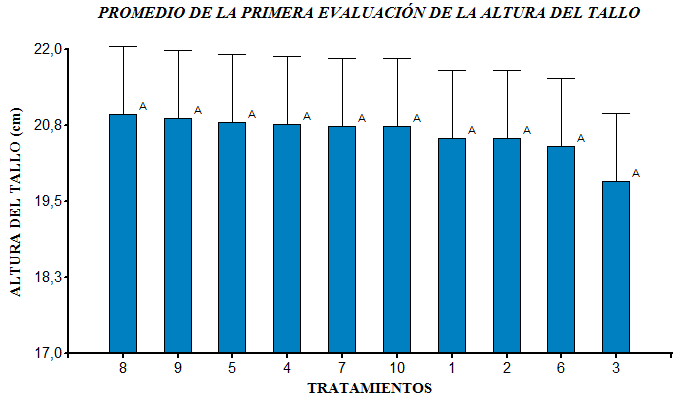 PROMEDIO DE LA PRIMERA EVALUACIÓN DE LA ALTURA DEL TALLO
ALTURA DEL TALLO (cm)
22,0
20,8
19,5
18,3
17,0
A A A A A A A A A A
8 9 5 4 7 10 1 2 6 3
TRATAMIENTOS